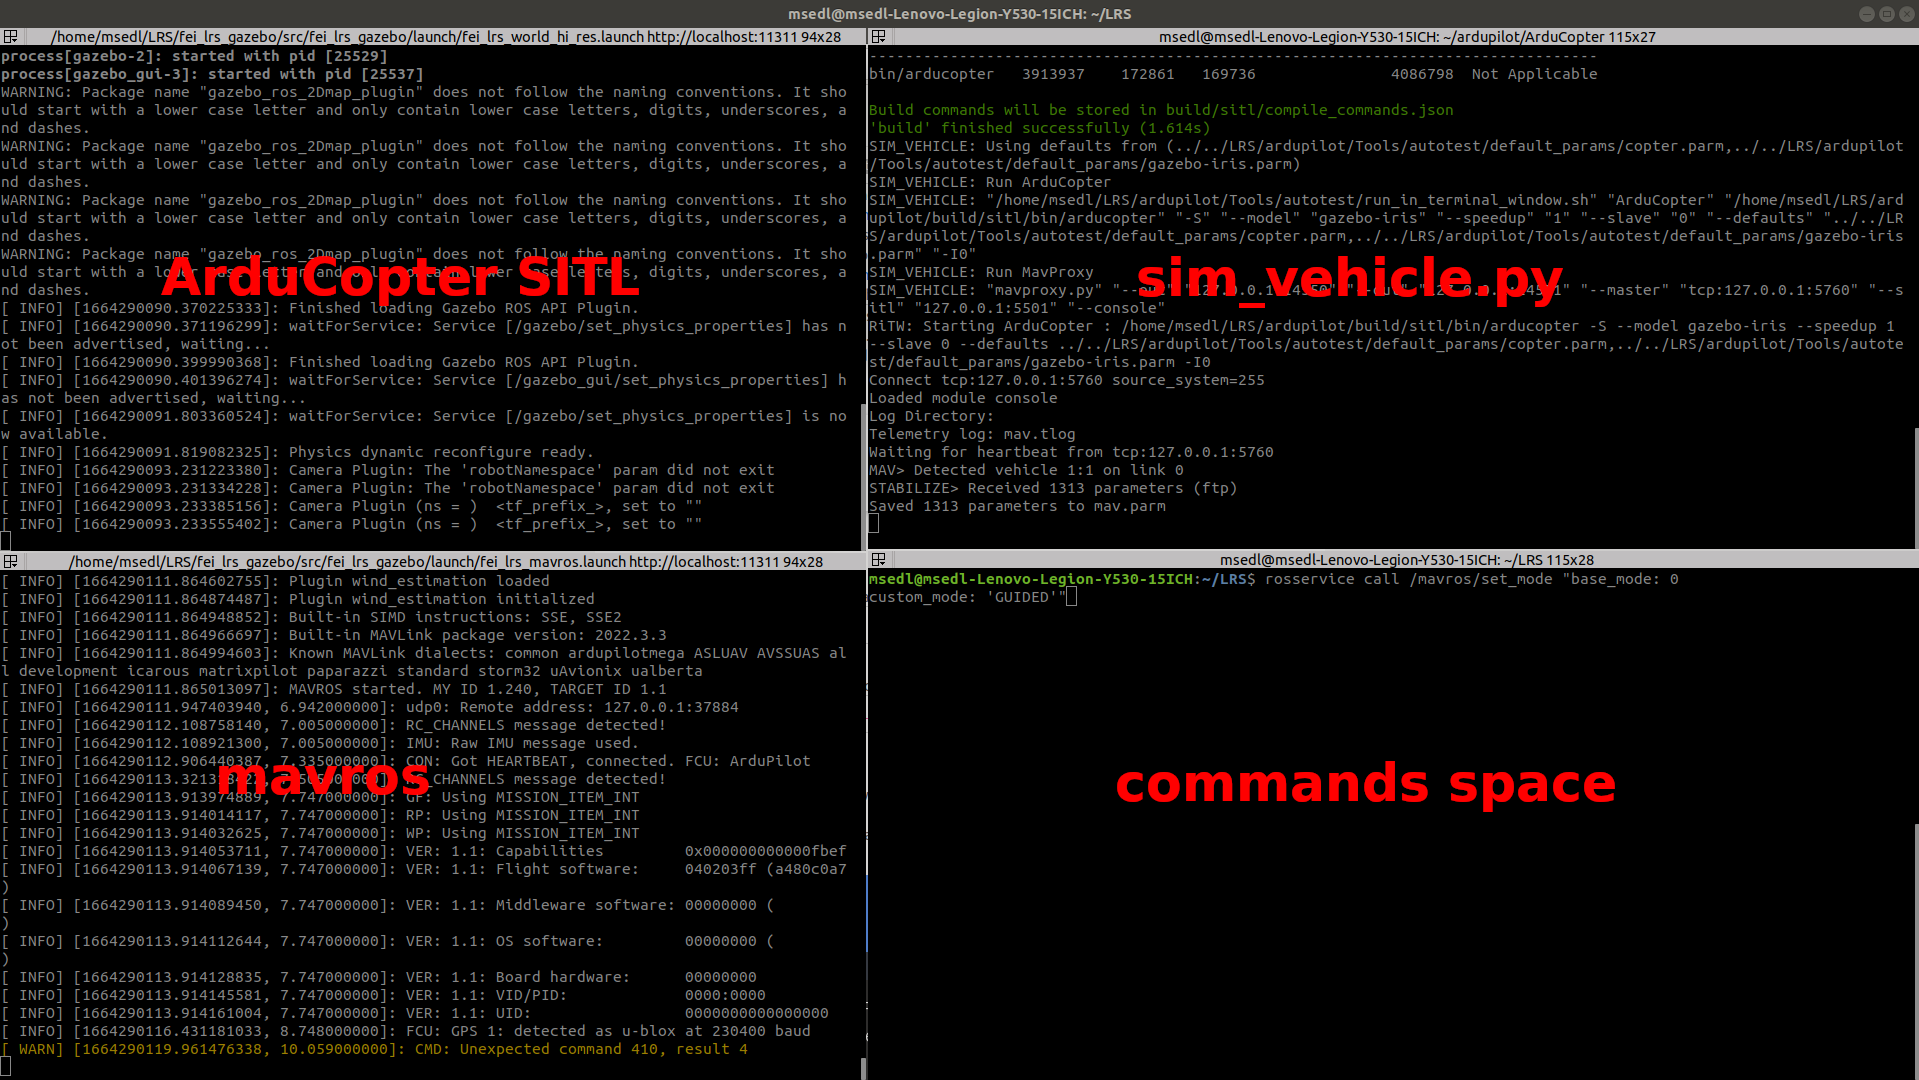 msedl@msedl-Lenovo-Legion-Y530-15ICH: ~/LRS
/home/msedl/LRS/fei_lrs_gazebo/src/fei_lrs_gazebo/launch/fei_lrs_world_hi_res.launch http://localhost:11311 94x28
process[gazebo-2]: started with pid [25529]
process[gazebo_gui-3]: started with pid [25537]
WARNING: Package name "gazebo_ros_2Dmap_plugin" does not follow the naming conventions. It sho
uld start with a lower case letter and only contain lower case letters, digits, underscores, a
nd dashes.
WARNING: Package name "gazebo_ros_2Dmap_plugin" does not follow the naming conventions. It sho
uld start with a lower case letter and only contain lower case letters, digits, underscores, a
nd dashes.
WARNING: Package name "gazebo_ros_2Dmap_plugin" does not follow the naming conventions. It sho
uld start with a lower case letter and only contain lower case letters, digits, underscores, a
nd dashes.
WARNING: Package name "gazebo_ros_2Dmap_plugin" does not follow the naming conventions. It sho
uld start with a lower case letter and only contain lower case letters, digits, underscores, a
nd dashes.
ArduCopter SITL
[ INFO] [1664290090.370225333]: Finished loading Gazebo ROS API Plugin.
[ INFO] [1664290090.371196299]: waitForService: Service [/gazebo/set_physics_properties] has n
ot been advertised, waiting...
[ INFO] [1664290090.399990368]: Finished loading Gazebo ROS API Plugin.
[ INFO] [1664290090.401396274]: waitForService: Service [/gazebo_gui/set_physics_properties] h
as not been advertised, waiting...
[ INFO] [1664290091.803360524]: waitForService: Service [/gazebo/set_physics_properties] is no
w available.
[ INFO] [1664290091.819082325]: Physics dynamic reconfigure ready.
[ INFO] [1664290093.231223380]: Camera Plugin: The 'robotNamespace' param did not exit
[ INFO] [1664290093.231334228]: Camera Plugin: The 'robotNamespace' param did not exit
[ INFO] [1664290093.233385156]: Camera Plugin (ns = )  <tf_prefix_>, set to ""
[ INFO] [1664290093.233555402]: Camera Plugin (ns = )  <tf_prefix_>, set to ""
msedl@msedl-Lenovo-Legion-Y530-15ICH: ~/ardupilot/ArduCopter 115x27
--------------------------------------------------------------------------------
bin/arducopter   3913937    172861   169736               4086798  Not Applicable
Build commands will be stored in build/sitl/compile_commands.json
'build' finished successfully (1.614s)
SIM_VEHICLE: Using defaults from (../../LRS/ardupilot/Tools/autotest/default_params/copter.parm,../../LRS/ardupilot
/Tools/autotest/default_params/gazebo-iris.parm)
SIM_VEHICLE: Run ArduCopter
SIM_VEHICLE: "/home/msedl/LRS/ardupilot/Tools/autotest/run_in_terminal_window.sh" "ArduCopter" "/home/msedl/LRS/ard
upilot/build/sitl/bin/arducopter" "-S" "--model" "gazebo-iris" "--speedup" "1" "--slave" "0" "--defaults" "../../LR
S/ardupilot/Tools/autotest/default_params/copter.parm,../../LRS/ardupilot/Tools/autotest/default_params/gazebo-iris
.parm" "-I0"
SIM_VEHICLE: Run MavProxy
sim_vehicle.py
SIM_VEHICLE: "mavproxy.py" "--master" "tcp:127.0.0.1:5760" "--s
itl" "127.0.0.1:5501" "--console"
RiTW: Starting ArduCopter : /home/msedl/LRS/ardupilot/build/sitl/bin/arducopter -S --model gazebo-iris --speedup 1
--slave 0 --defaults ../../LRS/ardupilot/Tools/autotest/default_params/copter.parm,../../LRS/ardupilot/Tools/autote
st/default_params/gazebo-iris.parm -I0
Connect tcp:127.0.0.1:5760 source_system=255
Loaded module console
Log Directory:
Telemetry log: mav.tlog
Waiting for heartbeat from tcp:127.0.0.1:5760
MAV> Detected vehicle 1:1 on link 0
STABILIZE> Received 1313 parameters (ftp)
Saved 1313 parameters to mav.parm
/home/msedl/LRS/fei_lrs_gazebo/src/fei_lrs_gazebo/launch/fei_lrs_mavros.launch http://localhost:11311 94x28
[ INFO] [1664290111.864602755]: Plugin wind_estimation loaded
[ INFO] [1664290111.864874487]: Plugin wind_estimation initialized
[ INFO] [1664290111.864948852]: Built-in SIMD instructions: SSE, SSE2
[ INFO] [1664290111.864966697]: Built-in MAVLink package version: 2022.3.3
[ INFO] [1664290111.864994603]: Known MAVLink dialects: common ardupilotmega ASLUAV AVSSUAS al
l development icarous matrixpilot paparazzi standard storm32 uAvionix ualberta
[ INFO] [1664290111.865013097]: MAVROS started. MY ID 1.240, TARGET ID 1.1
[ INFO] [1664290111.947403940, 6.942000000]: udp0: Remote address: 127.0.0.1:37884
[ INFO] [1664290112.108758140, 7.005000000]: RC_CHANNELS message detected!
[ INFO] [1664290112.108921300, 7.005000000]: IMU: Raw IMU message used.
[ INFO] [1664290112.906440387, 7.335000000]: CON: Got HEARTBEAT, connected. FCU: ArduPilot
mavros
[ INFO] RC_CHANNELS message detected!
[ INFO] [1664290113.913974889, 7.747000000]: GF: Using MISSION_ITEM_INT
[ INFO] [1664290113.914014117, 7.747000000]: RP: Using MISSION_ITEM_INT
[ INFO] [1664290113.914032625, 7.747000000]: WP: Using MISSION_ITEM_INT
[ INFO] [1664290113.914053711, 7.747000000]: VER: 1.1: Capabilities         0x000000000000fbef
[ INFO] [1664290113.914067139, 7.747000000]: VER: 1.1: Flight software:     040203ff (a480c0a7
)
[ INFO] [1664290113.914089450, 7.747000000]: VER: 1.1: Middleware software: 00000000 (
)
[ INFO] [1664290113.914112644, 7.747000000]: VER: 1.1: OS software:         00000000 (
)
[ INFO] [1664290113.914128835, 7.747000000]: VER: 1.1: Board hardware:      00000000
[ INFO] [1664290113.914145581, 7.747000000]: VER: 1.1: VID/PID:             0000:0000
[ INFO] [1664290113.914161004, 7.747000000]: VER: 1.1: UID:                 0000000000000000
[ INFO] [1664290116.431181033, 8.748000000]: FCU: GPS 1: detected as u-blox at 230400 baud
[ WARN] [1664290119.961476338, 10.059000000]: CMD: Unexpected command 410, result 4
msedl@msedl-Lenovo-Legion-Y530-15ICH: ~/LRS 115x28
msedl@msedl-Lenovo-Legion-Y530-15ICH:~/LRS$ rosservice call /mavros/set_mode "base_mode: 0
custom_mode: 'GUIDED'"
commands space